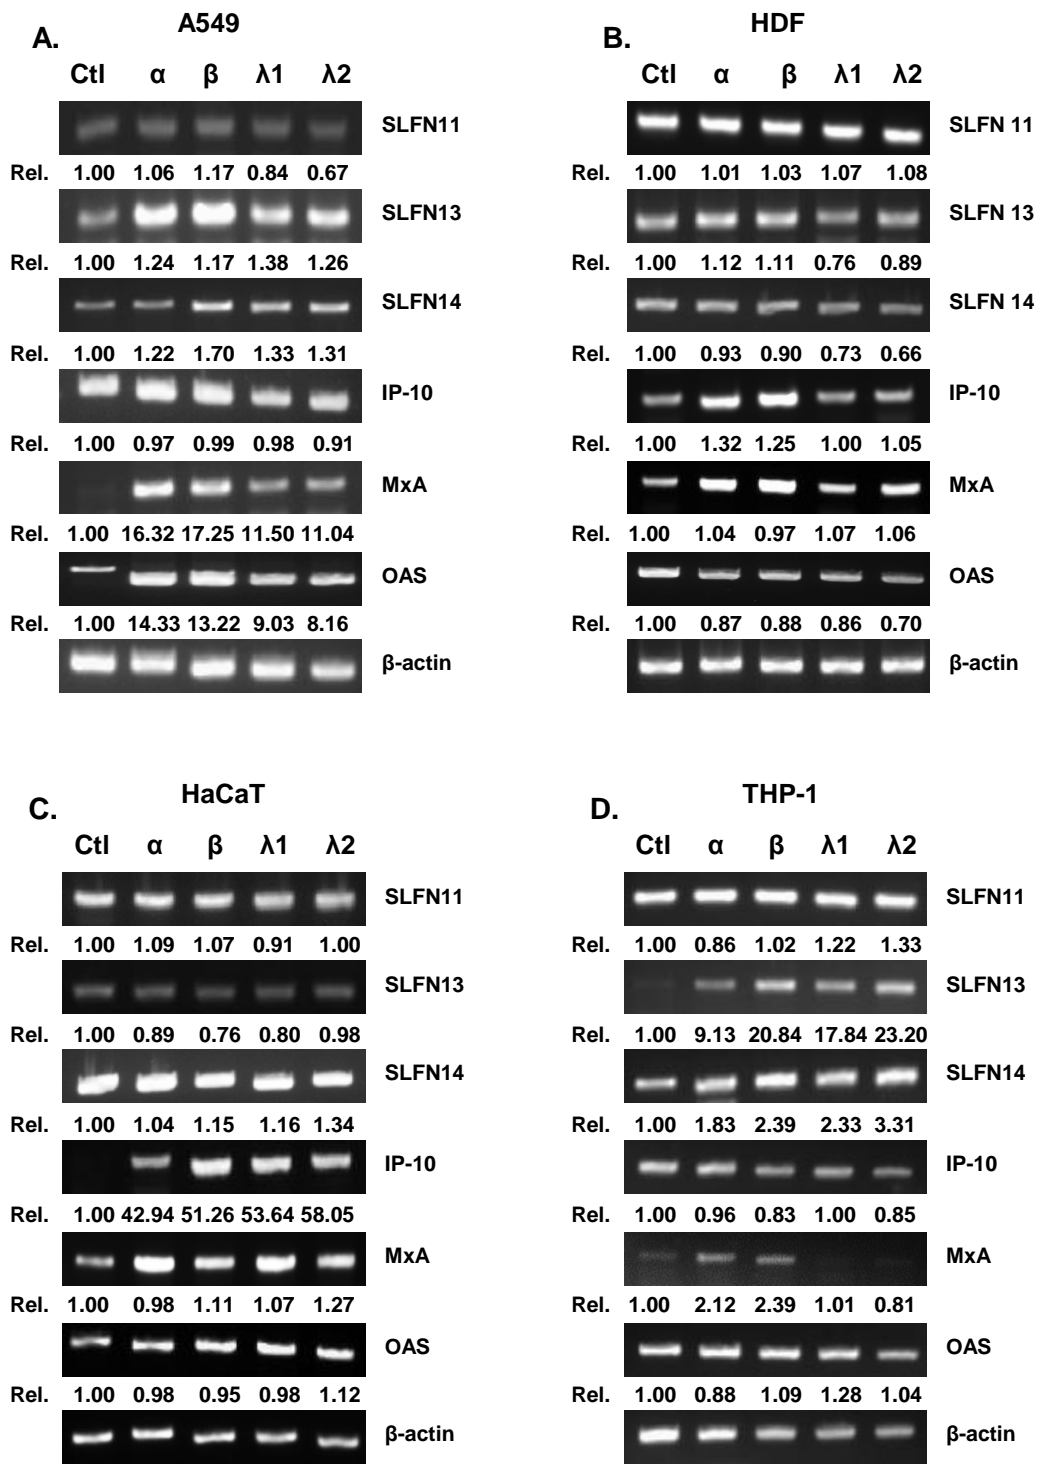 A.
A549
Ctl α β λ1 λ2
SLFN11
Rel. 1.00 1.06 1.17 0.84 0.67
SLFN13
Rel. 1.00 1.24 1.17 1.38 1.26
SLFN14
Rel. 1.00 1.22 1.70 1.33 1.31
IP-10
Rel. 1.00 0.97 0.99 0.98 0.91
MxA
Rel. 1.00 16.32 17.25 11.50 11.04
OAS
Rel. 1.00 14.33 13.22 9.03 8.16
β-actin
B.
HDF
Ctl α β λ1 λ2
SLFN 11
Rel. 1.00 1.01 1.03 1.07 1.08
SLFN 13
Rel. 1.00 1.12 1.11 0.76 0.89
SLFN 14
Rel. 1.00 0.93 0.90 0.73 0.66
IP-10
Rel. 1.00 1.32 1.25 1.00 1.05
MxA
Rel. 1.00 1.04 0.97 1.07 1.06
OAS
Rel. 1.00 0.87 0.88 0.86 0.70
β-actin
C.
HaCaT
Ctl α β λ1 λ2
SLFN11
Rel. 1.00 1.09 1.07 0.91 1.00
SLFN13
Rel. 1.00 0.89 0.76 0.80 0.98
SLFN14
Rel. 1.00 1.04 1.15 1.16 1.34
IP-10
Rel. 1.00 42.94 51.26 53.64 58.05
MxA
Rel. 1.00 0.98 1.11 1.07 1.27
OAS
Rel. 1.00 0.98 0.95 0.98 1.12
β-actin
D.
THP-1
Ctl α β λ1 λ2
SLFN11
Rel. 1.00 0.86 1.02 1.22 1.33
SLFN13
Rel. 1.00 9.13 20.84 17.84 23.20
SLFN14
Rel. 1.00 1.83 2.39 2.33 3.31
IP-10
Rel. 1.00 0.96 0.83 1.00 0.85
MxA
Rel. 1.00 2.12 2.39 1.01 0.81
OAS
Rel. 1.00 0.88 1.09 1.28 1.04
β-actin